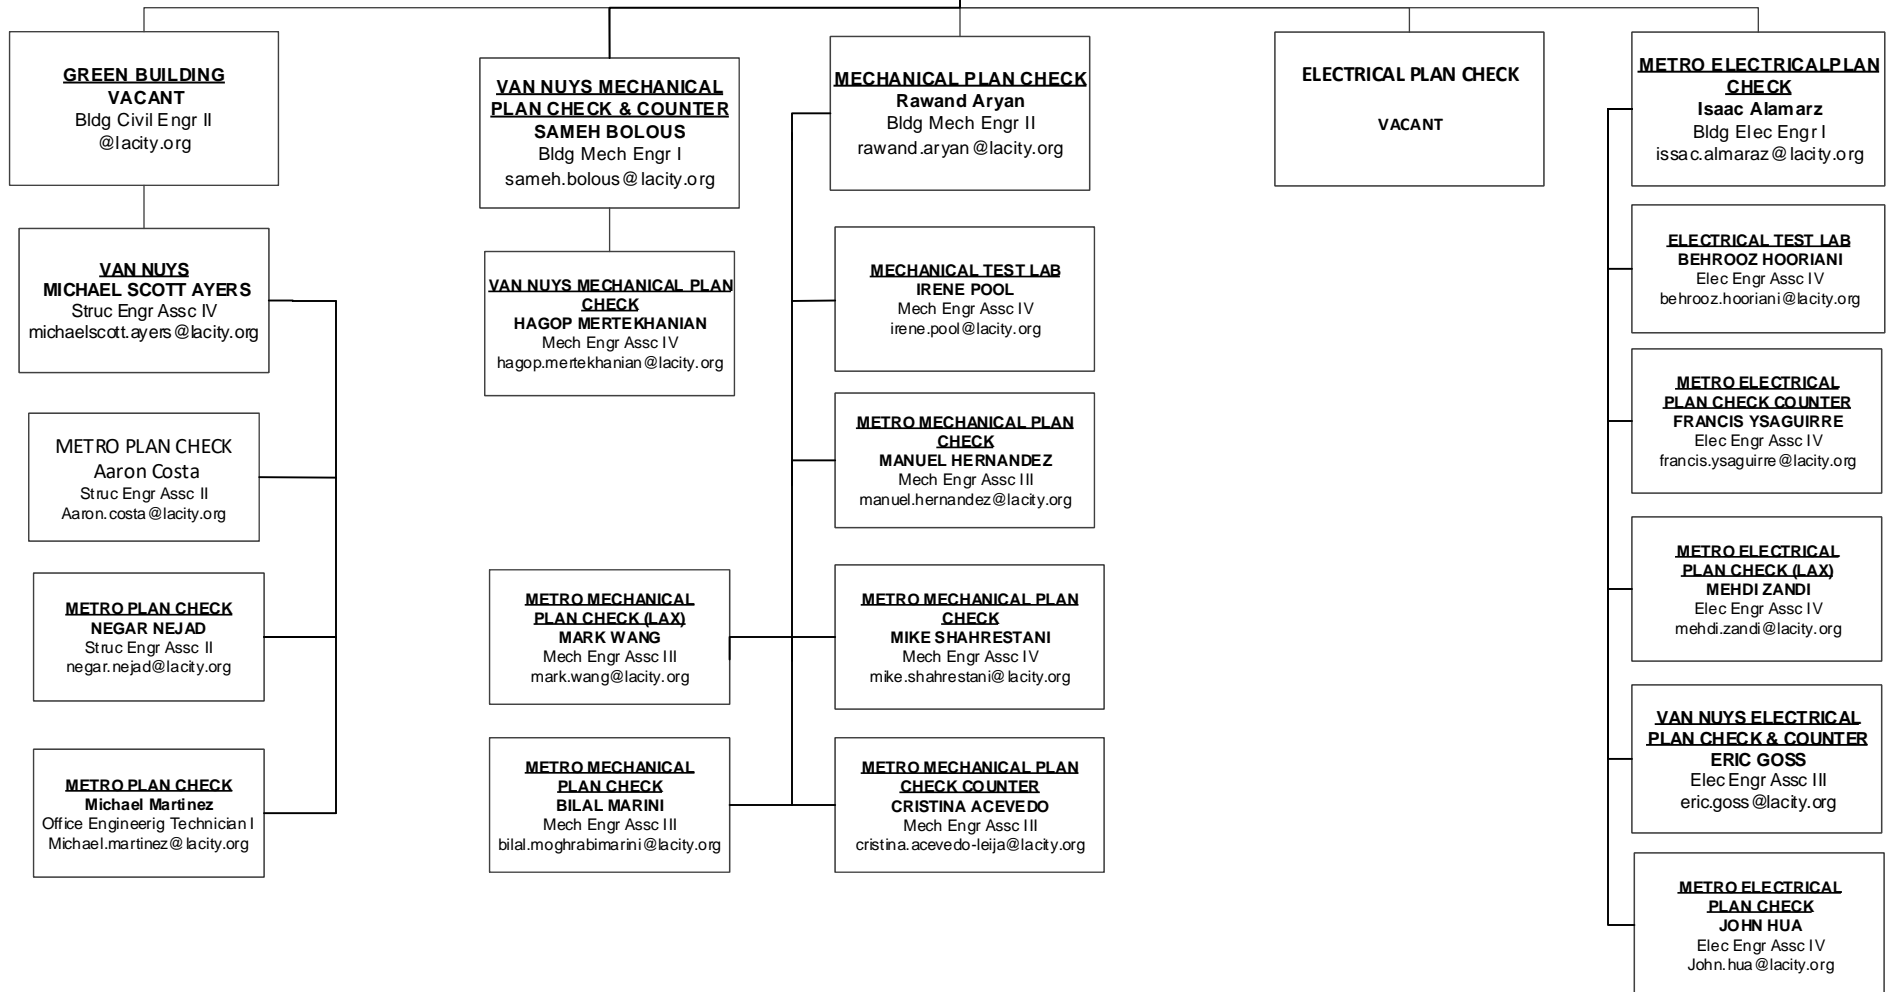 GREEN BUILDING
VACANT
Bldg Civil Engr II
@lacity.org
VAN NUYS
MICHAEL SCOTT AYERS
Struc Engr Assc IV
michaelscott.ayers@lacity.org
METRO PLAN CHECK
Aaron Costa
Struc Engr Assc II
Aaron.costa@lacity.org
METRO PLAN CHECK
NEGAR NEJAD
Struc Engr Assc II
negar.nejad@lacity.org
METRO PLAN CHECK
Michael Martinez
Office Engineerig Technician I
Michael.martinez@lacity.org
VAN NUYS MECHANICAL
PLAN CHECK & COUNTER
SAMEH BOLOUS
Bldg Mech Engr I
sameh.bolous@lacity.org
VAN NUYS MECHANICAL PLAN
CHECK
HAGOP MERTEKHANIAN
Mech Engr Assc IV
hagop.mertekhanian@lacity.org
MECHANICAL PLAN CHECK
Rawand Aryan
Bldg Mech Engr II
rawand.aryan@lacity.org
MECHANICAL TEST LAB
IRENE POOL
Mech Engr Assc IV
irene.pool@lacity.org
METRO MECHANICAL PLAN
CHECK
MANUEL HERNANDEZ
Mech Engr Assc III
manuel.hernandez@lacity.org
METRO MECHANICAL
PLAN CHECK (LAX)
MARK WANG
Mech Engr Assc III
mark.wang@lacity.org
METRO MECHANICAL PLAN
CHECK
MIKE SHAHRESTANI
Mech Engr Assc IV
mike.shahrestani@lacity.org
METRO MECHANICAL
PLAN CHECK
BILAL MARINI
Mech Engr Assc III
bilal.moghrabimarini@lacity.org
METRO MECHANICAL PLAN
CHECK COUNTER
CRISTINA ACEVEDO
Mech Engr Assc III
cristina.acevedo-leija@lacity.org
ELECTRICAL PLAN CHECK
VACANT
METRO ELECTRICALPLAN
CHECK
Isaac Alamarz
Bldg Elec Engr I
issac.almaraz@lacity.org
ELECTRICAL TEST LAB
BEHROOZ HOORIANI
Elec Engr Assc IV
behrooz.hooriani@lacity.org
METRO ELECTRICAL
PLAN CHECK COUNTER
FRANCIS YSAGUIRRE
Elec Engr Assc IV
francis.ysaguirre@lacity.org
METRO ELECTRICAL
PLAN CHECK (LAX)
MEHDI ZANDI
Elec Engr Assc IV
mehdi.zandi@lacity.org
VAN NUYS ELECTRICAL
PLAN CHECK & COUNTER
ERIC GOSS
Elec Engr Assc III
eric.goss@lacity.org
METRO ELECTRICAL
PLAN CHECK
JOHN HUA
Elec Engr Assc IV
John.hua@lacity.org